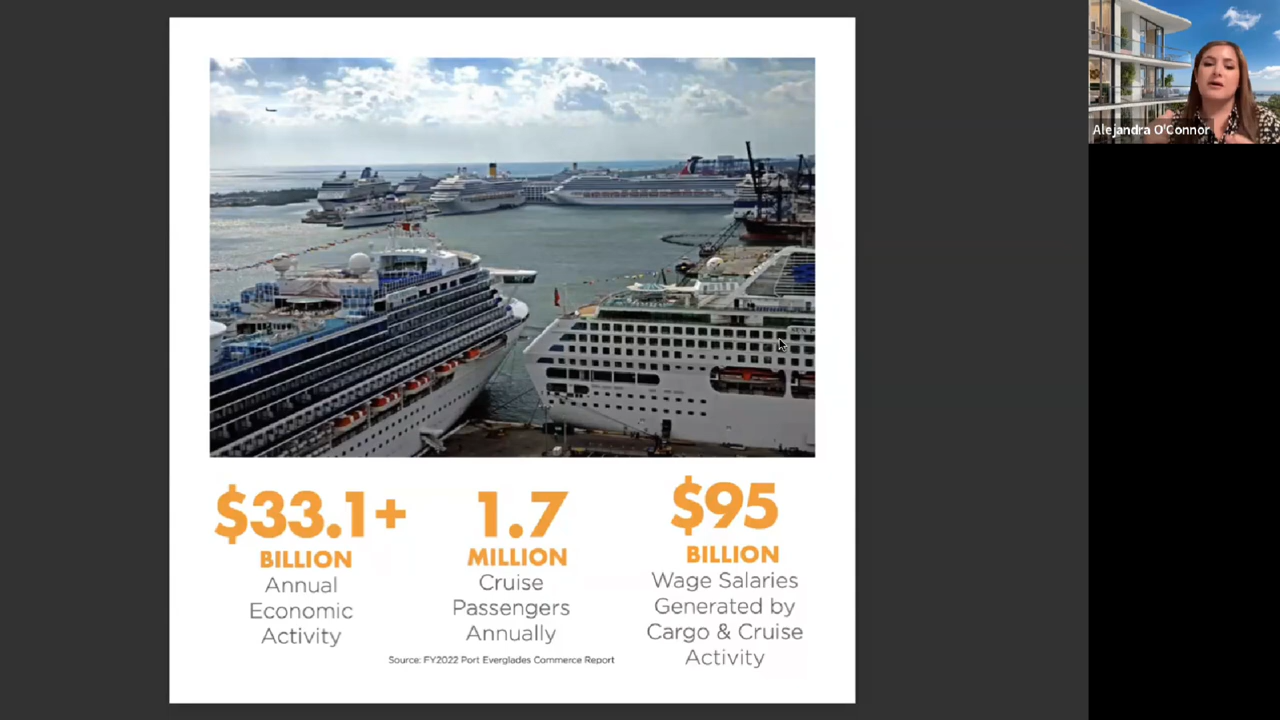 Alejandra O'Connor
$33.1+
BILLION
Annual
Economic
Activity
1.7
MILLION
Cruise
Passengers
Annually
$95
BILLION
Wage Salaries
Generated by
Cargo & Cruise
Activity
Source: FY2022 Port Everglades Commerce Report